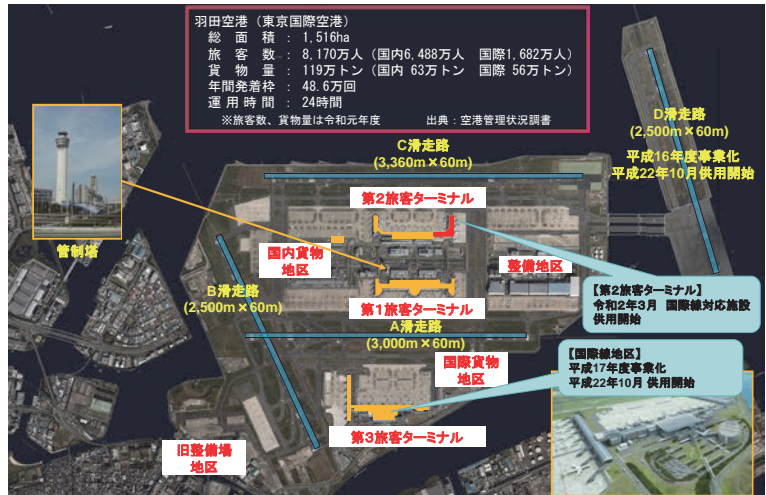 羽田空港（東京国際空港）
総面積：1,516ha
旅客数：8,170万人（国内6,488万人　国際1,682万人）
貨物量：119万トン（国内 63万トン　国際 56万トン）
年間発着枠：48.6万回
運用時間：24時間
※旅客数、貨物量は令和元年度　出典：空港管理状況調書
D滑走路
(2,500m×60m)
平成16年度事業化
平成22年10月供用開始
C滑走路
(3,360m×60m)
第2旅客ターミナル
管制塔
国内貨物
地区
整備地区
B滑走路
(2,500m×60m)
【第2旅客ターミナル】
令和2年3月　国際線対応施設
供用開始
第1旅客ターミナル
A滑走路
(3,000m×60m)
国際貨物
地区
【国際線地区】
平成17年度事業化
平成22年10月 供用開始
第3旅客ターミナル
旧整備場
地区